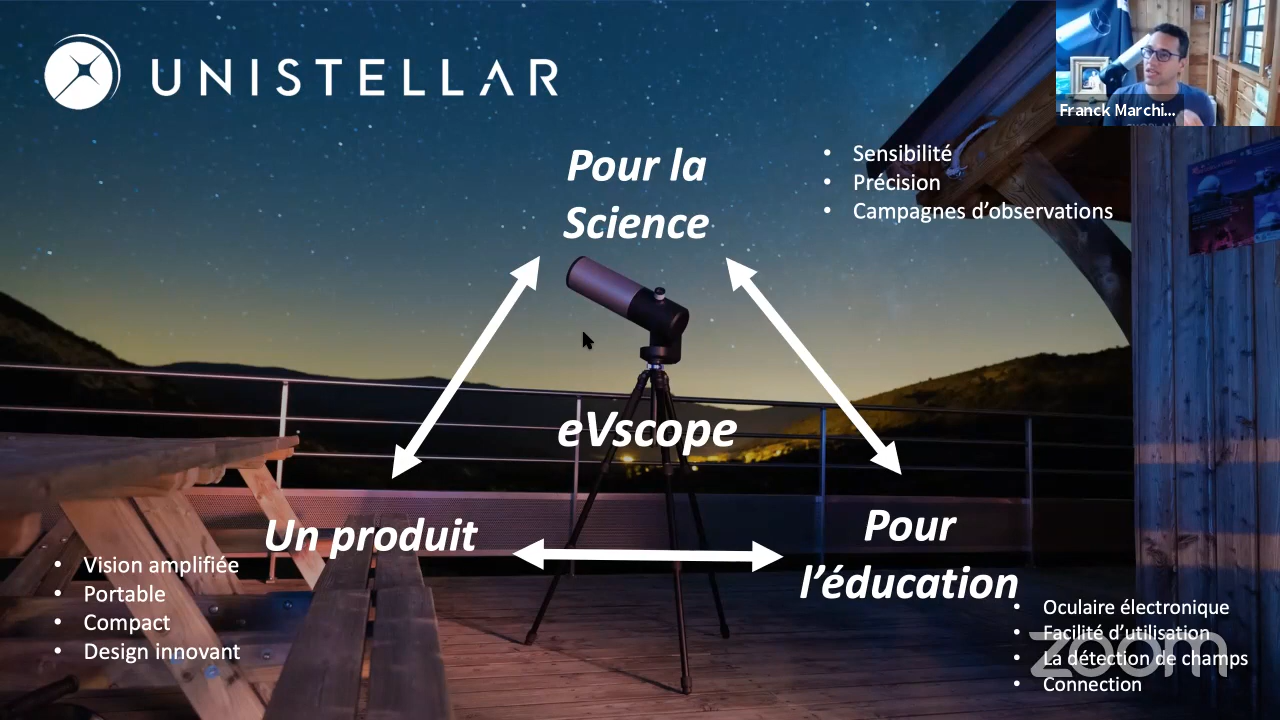 UNISTELLAR
Franck Marchi...
Pour la
Science
• Sensibilité
• Précision
• Campagnes d’observations
eVscope
Un produit
• Vision amplifiée
• Portable
• Compact
• Design innovant
Pour
l’éducation
• Oculaire électronique
• Facilité d’utilisation
• La détection de champs
• Connection
zoom